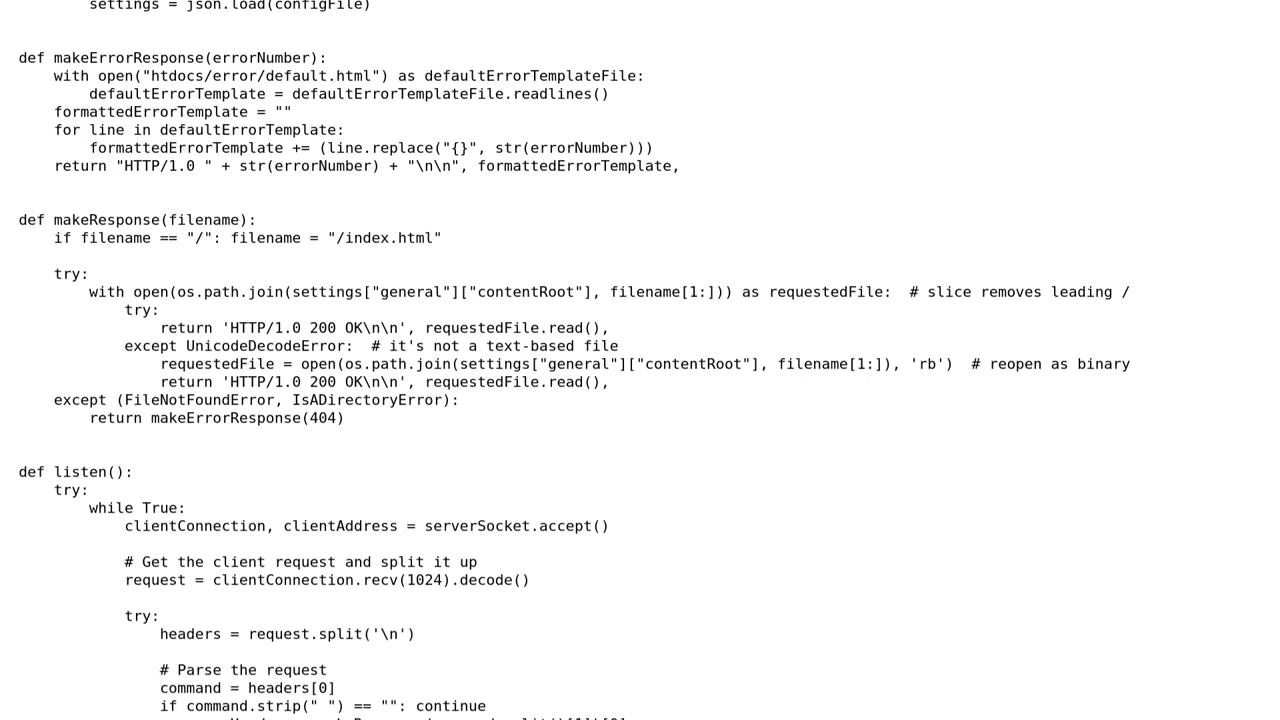 settings = json.load(configFile)
def makeErrorResponse(errorNumber):
    with open("htdocs/error/default.html") as defaultErrorTemplateFile:
        defaultErrorTemplate = defaultErrorTemplateFile.readlines()
    formattedErrorTemplate = ""
    for line in defaultErrorTemplate:
        formattedErrorTemplate += (line.replace("{}", str(errorNumber)))
    return "HTTP/1.0 " + str(errorNumber) + "\n\n", formattedErrorTemplate,
def makeResponse(filename):
    if filename == "/": filename = "/index.html"
    try:
        with open(os.path.join(settings["general"]["contentRoot"], filename[1:])) as requestedFile:  # slice removes leading /
            try:
                return 'HTTP/1.0 200 OK\n\n', requestedFile.read(),
            except UnicodeDecodeError:  # it's not a text-based file
                requestedFile = open(os.path.join(settings["general"]["contentRoot"], filename[1:]), 'rb')  # reopen as binary
                return 'HTTP/1.0 200 OK\n\n', requestedFile.read(),
    except (FileNotFoundError, IsADirectoryError):
        return makeErrorResponse(404)
def listen():
    try:
        while True:
            clientConnection, clientAddress = serverSocket.accept()
            # Get the client request and split it up
            request = clientConnection.recv(1024).decode()
            try:
                headers = request.split('\n')
                # Parse the request
                command = headers[0]
                if command.strip(" ") == "": continue